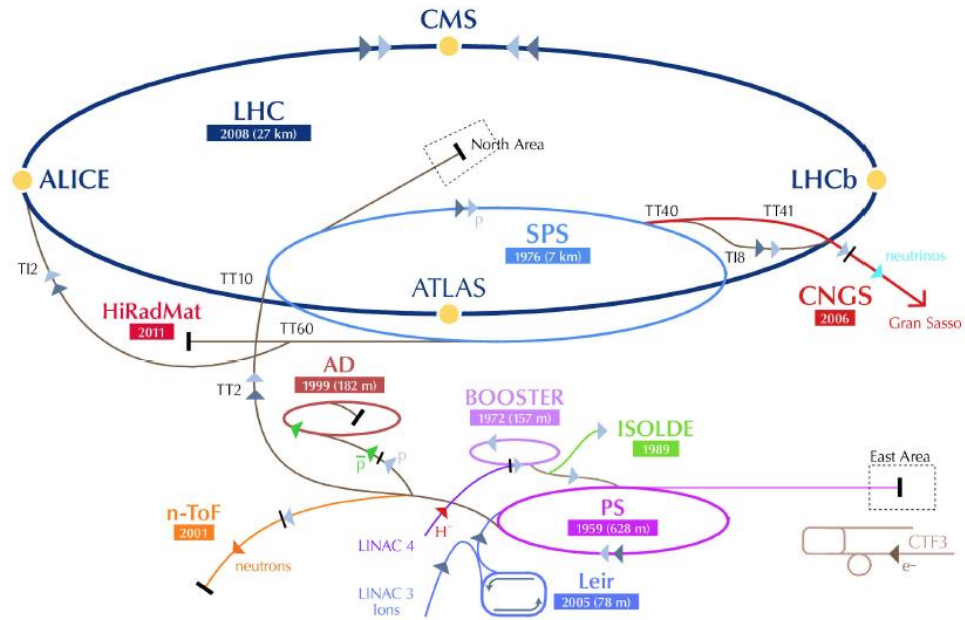 CMS
LHC
2008 (27 km)
North Area
ALICE
LHCb
TT40
TT41
p
SPS
1976 (7 km)
TI8
neutrinos
TI2
TT10
ATLAS
CNGS
2006
Gran Sasso
HiRadMat
2011
TT60
AD
1999 (182 m)
TT2
BOOSTER
1972 (157 m)
ISOLDE
1989
p̅
p
East Area
n-ToF
2001
PS
1959 (628 m)
H⁻
LINAC 4
neutrons
CTF3
e–
LINAC 3
Ions
Leir
2005 (78 m)